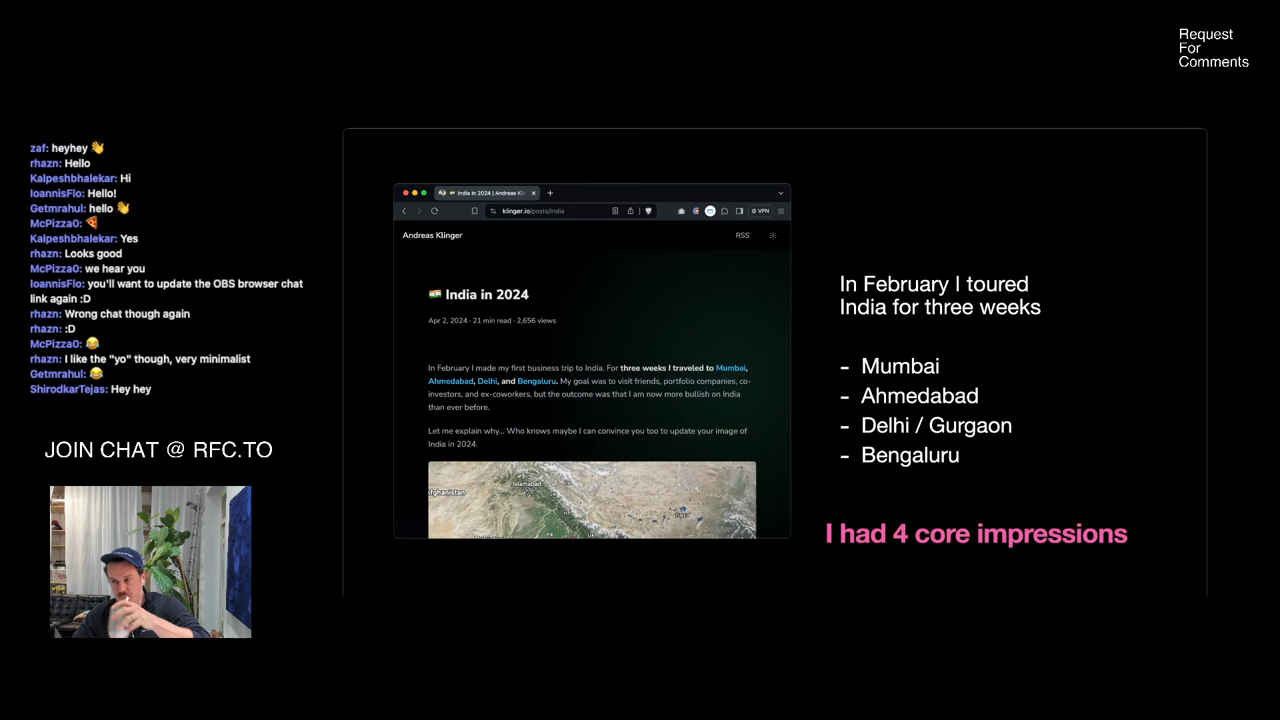 Request
For
Comments
zaf: heyhey 👋
rhazn: Hello
Kalpeshbhalekar: Hi
IoannisFlo: Hello!
Getmrahul: hello 👋
McPizza0: 🍕
Kalpeshbhalekar: Yes
rhazn: Looks good
McPizza0: we hear you
IoannisFlo: you'll want to update the OBS browser chat
link again :D
rhazn: Wrong chat though again
rhazn: :D
McPizza0: 😂
rhazn: I like the "yo" though, very minimalist
Getmrahul: 😂
ShirodkarTejas: Hey hey
JOIN CHAT @ RFC.TO
India in 2024 | Andreas Kli
klinger.io/posts/india
VPN
Andreas Klinger
RSS
🇮🇳 India in 2024
Apr 2, 2024 · 21 min read · 2,656 views
In February I made my first business trip to India. For three weeks I traveled to Mumbai,
Ahmedabad, Delhi, and Bengaluru. My goal was to visit friends, portfolio companies, co-
investors, and ex-coworkers, but the outcome was that I am now more bullish on India
than ever before.
Let me explain why... Who knows maybe I can convince you too to update your image of
India in 2024.
Afghanistan
Islamabad
TIBET
In February I toured
India for three weeks
- Mumbai
- Ahmedabad
- Delhi / Gurgaon
- Bengaluru
I had 4 core impressions